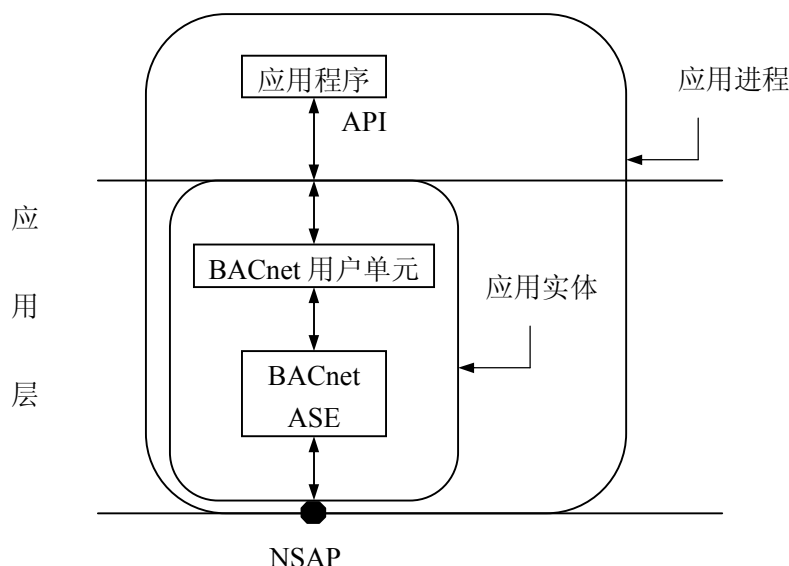 应用程序
应用进程
API
应
用
层
BACnet 用户单元
应用实体
BACnet
ASE
NSAP